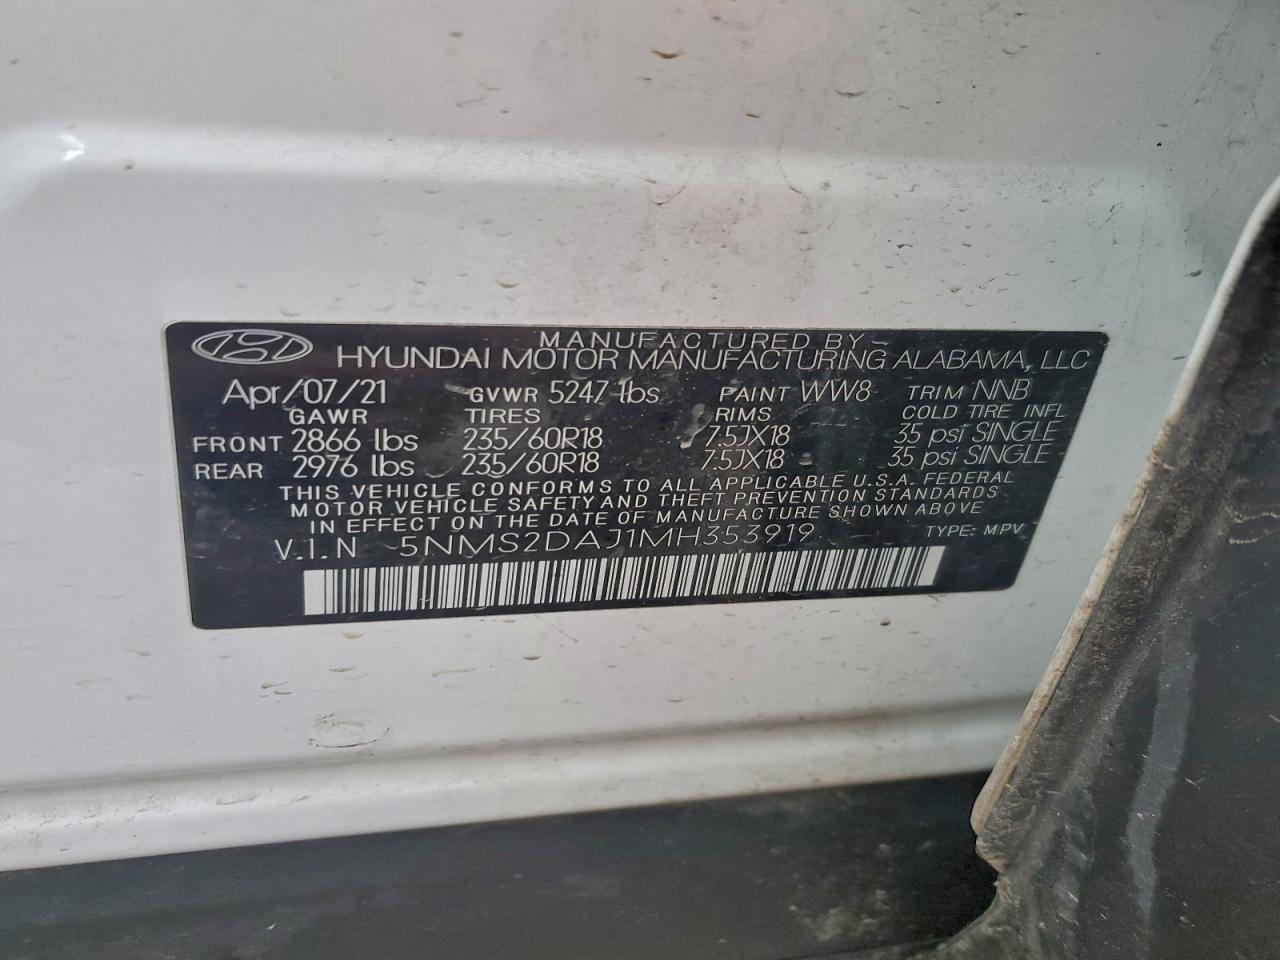 MANUFACTURED BY
HYUNDAI MOTOR MANUFACTURING ALABAMA, LLC
Apr/07/21 GVWR 5247 lbs PAINT WW8 TRIM NNB
GAWR TIRES RIMS COLD TIRE INFL
FRONT 2866 lbs 235/60R18 7.5JX18 35 psi SINGLE
REAR 2976 lbs 235/60R18 7.5JX18 35 psi SINGLE
THIS VEHICLE CONFORMS TO ALL APPLICABLE U.S.A. FEDERAL
MOTOR VEHICLE SAFETY AND THEFT PREVENTION STANDARDS
IN EFFECT ON THE DATE OF MANUFACTURE SHOWN ABOVE
V.I.N 5NMS2DAJ1MH353919 TYPE: MPV